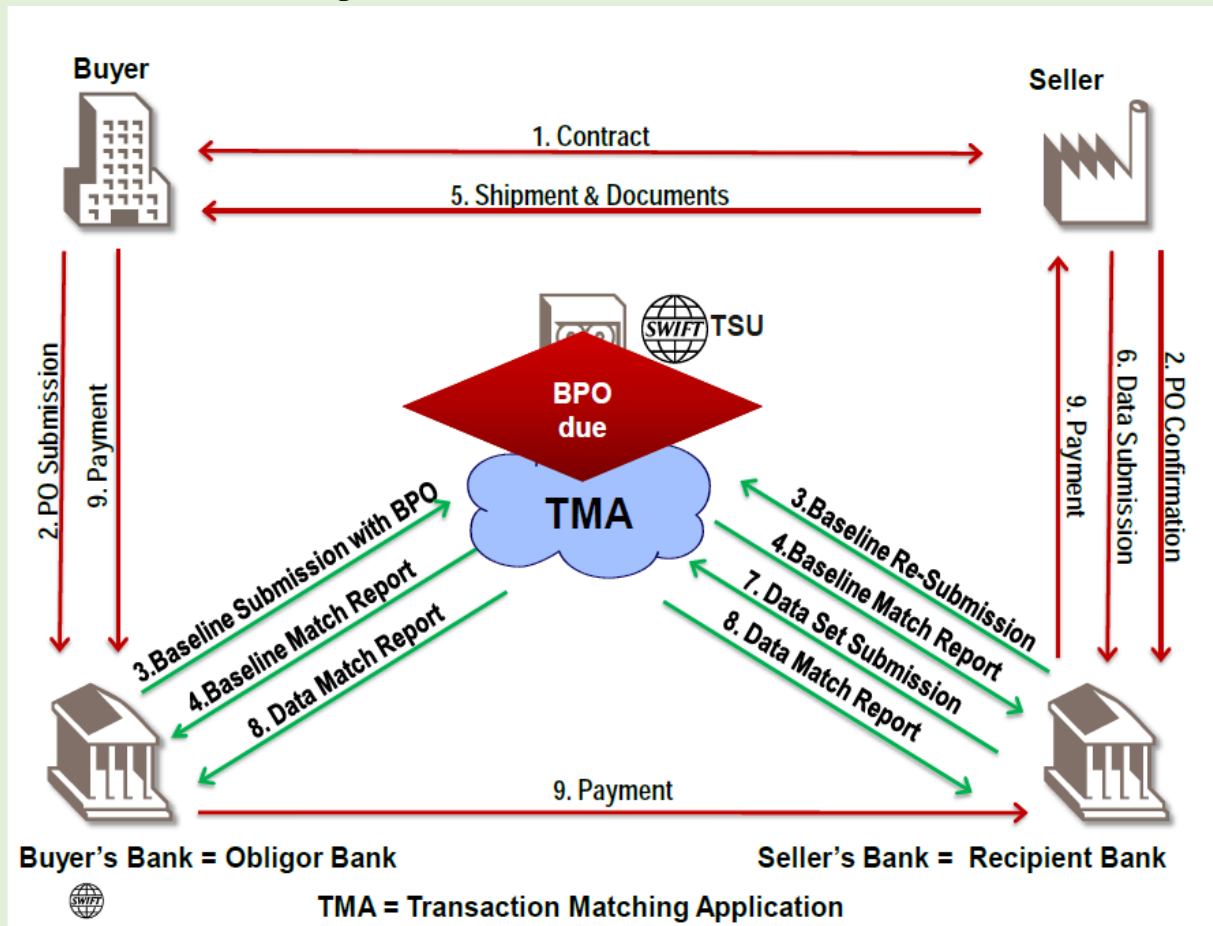 Buyer
Seller
1. Contract
5. Shipment & Documents
SWIFT
TSU
BPO
due
TMA
2. PO Submission
9. Payment
3.Baseline Submission with BPO
4.Baseline Match Report
8. Data Match Report
3.Baseline Re-Submission
4.Baseline Match Report
7. Data Set Submission
8. Data Match Report
9. Payment
6. Data Submission
2. PO Confirmation
9. Payment
Buyer's Bank = Obligor Bank
Seller's Bank = Recipient Bank
SWIFT
TMA = Transaction Matching Application